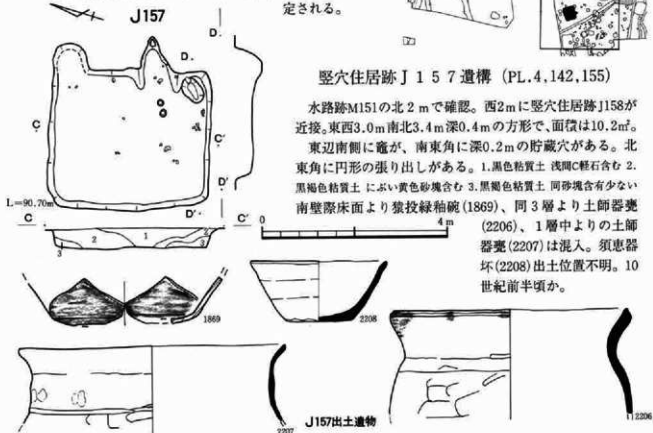 定される。
J157
D
D'
C
C'
L=90.70m
C
D'
C'
1
2
2
3
0
4m
1869
2208
2207
2206
J157出土遺物
竪穴住居跡J157遺構 (PL.4,142,155)
水路跡M151の北2mで確認。西2mに竪穴住居跡J158が
近接。東西3.0m南北3.4m深0.4mの方形で、面積は10.2㎡。
東辺南側に竈が、南東角に深0.2mの貯蔵穴がある。北
東角に円形の張り出しがある。1.黒色粘質土 浅間C軽石含む 2.
黒褐色粘質土 にぶい黄色砂塊含む 3.黒褐色粘質土 同砂塊含有少ない
南壁際床面より猿投緑釉碗(1869)、同3層より土師器甕
(2206)、1層中よりの土師
器甕(2207)は混入。須恵器
坏(2208)出土位置不明。10
世紀前半頃か。